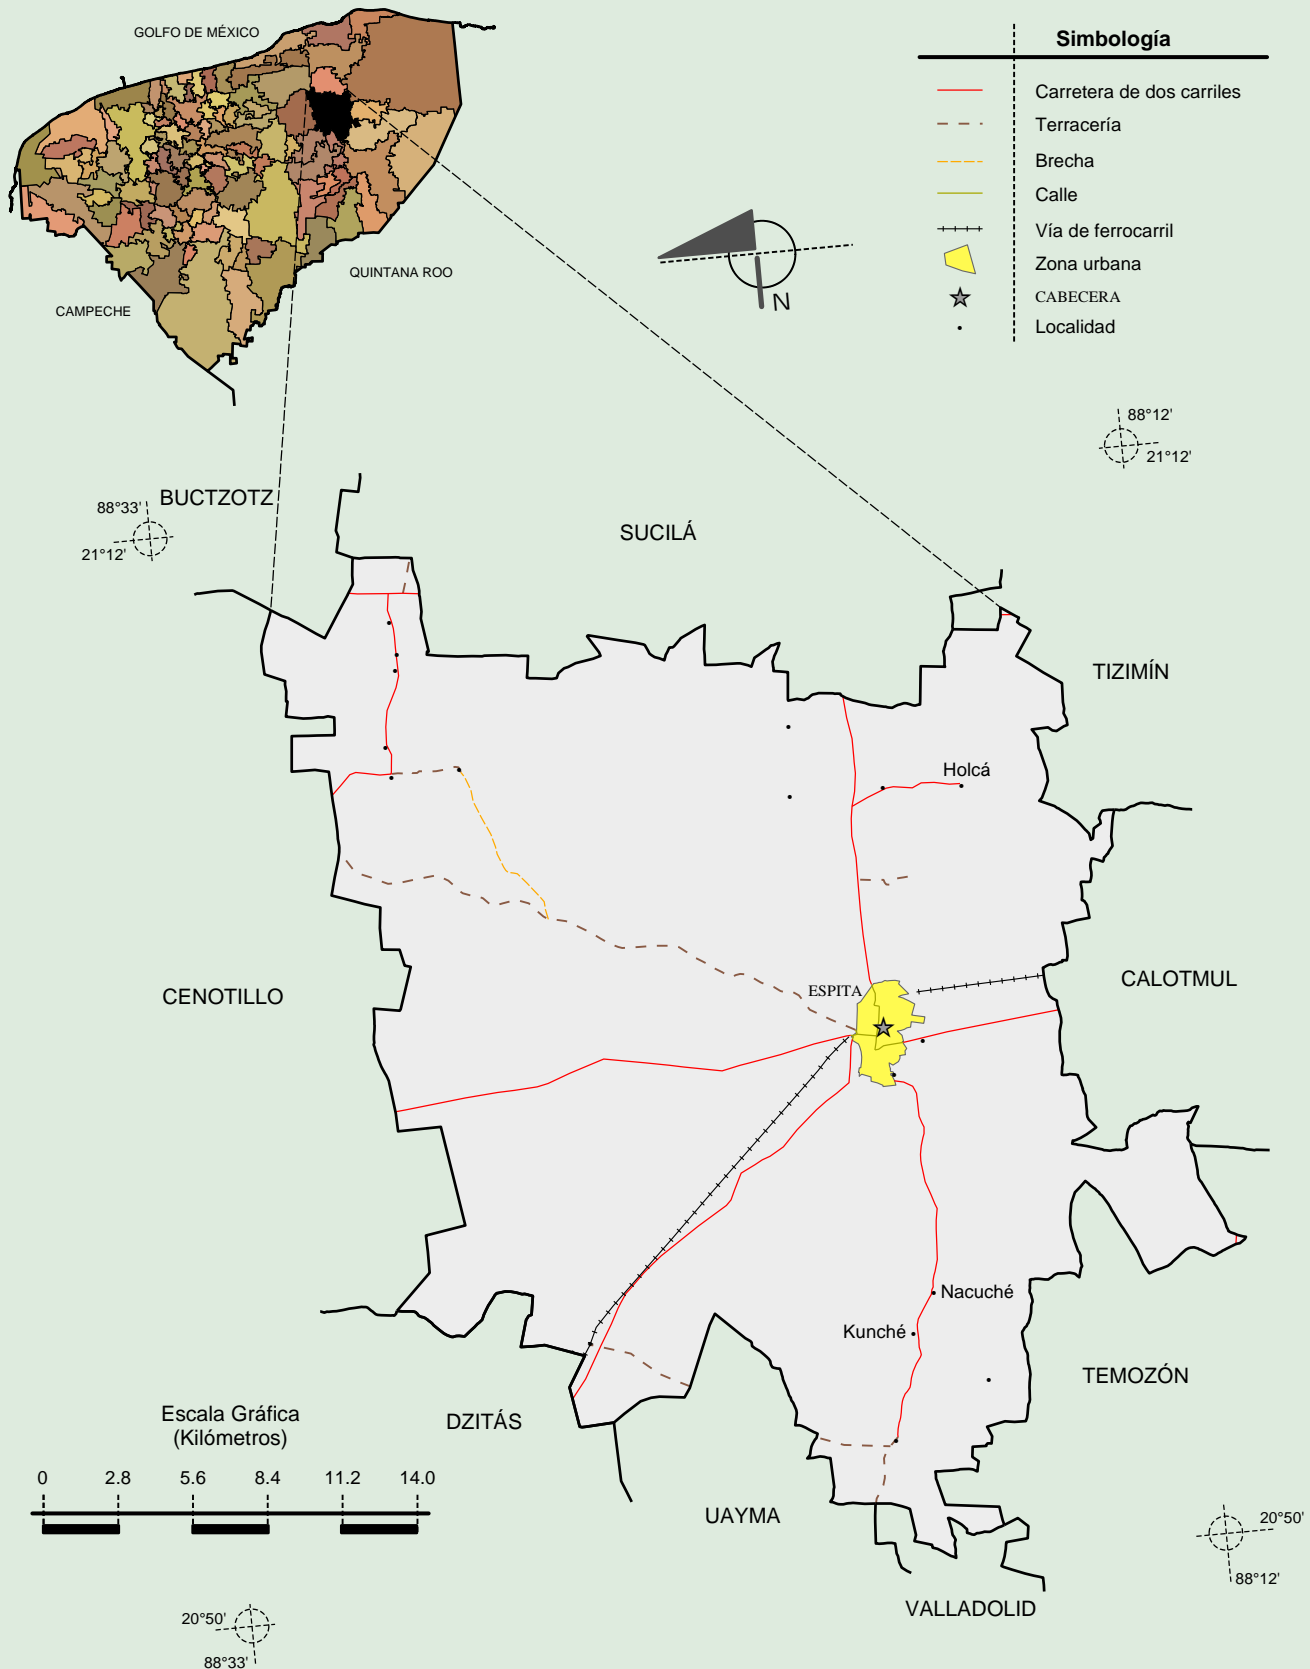 GOLFO DE MÉXICO
QUINTANA ROO
CAMPECHE
Simbología
Carretera de dos carriles
Terracería
Brecha
Calle
Vía de ferrocarril
Zona urbana
CABECERA
Localidad
N
88°12'
21°12'
88°33'
21°12'
BUCTZOTZ
SUCILÁ
TIZIMÍN
Holcá
CENOTILLO
ESPITA
CALOTMUL
Nacuché
Kunché
TEMOZÓN
DZITÁS
UAYMA
VALLADOLID
Escala Gráfica
(Kilómetros)
0 2.8 5.6 8.4 11.2 14.0
20°50'
88°12'
20°50'
88°33'